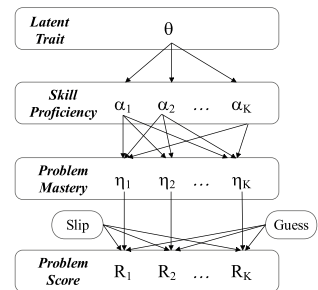 Latent
Trait
θ
Skill
Proficiency
α1 α2 … αK
Problem
Mastery
η1 η2 … ηK
Slip
Guess
Problem
Score
R1 R2 … RK